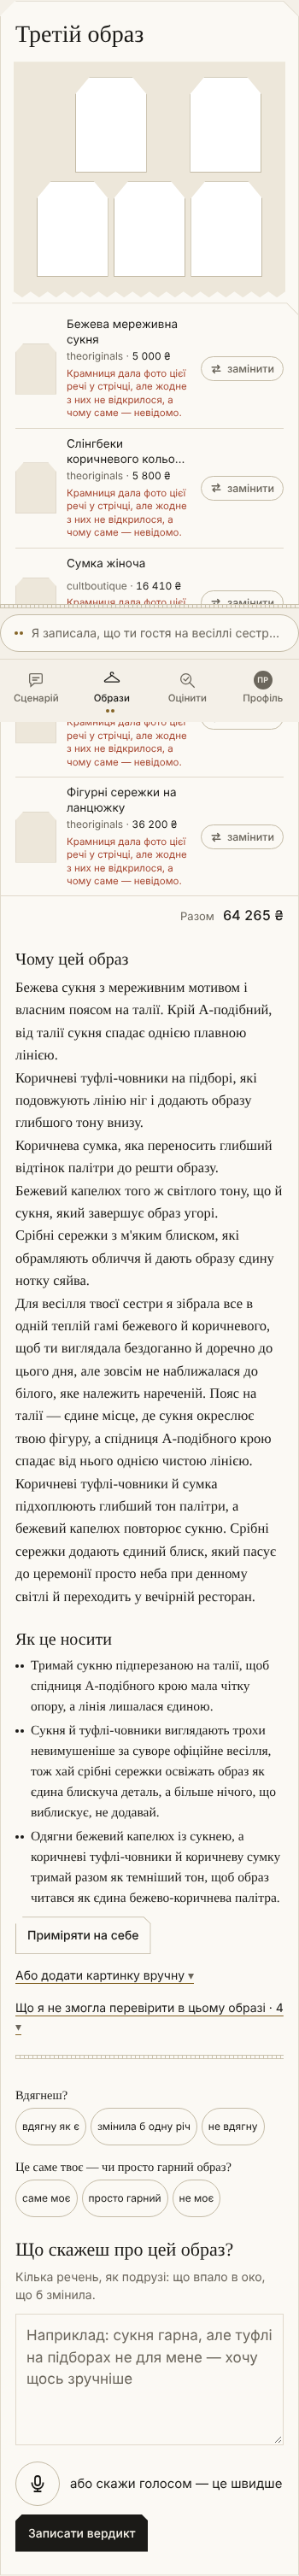 Третій образ
Бежева мереживна
сукня
theoriginals · 5 000 ₴
Крамниця дала фото цієї
речі у стрічці, але жодне
з них не відкрилося, а
чому саме — невідомо.
замінити
Слінгбеки
коричневого кольо...
theoriginals · 5 800 ₴
Крамниця дала фото цієї
речі у стрічці, але жодне
з них не відкрилося, а
чому саме — невідомо.
замінити
Сумка жіноча
cultboutique · 16 410 ₴
Крамниця дала фото цієї
замінити
Я записала, що ти гостя на весіллі сестр...
Сценарій
Образи
Оцінити
ПР
Профіль
речі у стрічці, але жодне
з них не відкрилося, а
чому саме — невідомо.
Фігурні сережки на
ланцюжку
theoriginals · 36 200 ₴
Крамниця дала фото цієї
речі у стрічці, але жодне
з них не відкрилося, а
чому саме — невідомо.
замінити
Разом 64 265 ₴
Чому цей образ
Бежева сукня з мереживним мотивом і
власним поясом на талії. Крій А-подібний,
від талії сукня спадає однією плавною
лінією.
Коричневі туфлі-човники на підборі, які
подовжують лінію ніг і додають образу
глибшого тону внизу.
Коричнева сумка, яка переносить глибший
відтінок палітри до решти образу.
Бежевий капелюх того ж світлого тону, що й
сукня, який завершує образ угорі.
Срібні сережки з м'яким блиском, які
обрамляють обличчя й дають образу єдину
нотку сяйва.
Для весілля твоєї сестри я зібрала все в
одній теплій гамі бежевого й коричневого,
щоб ти виглядала бездоганно й доречно до
цього дня, але зовсім не наближалася до
білого, яке належить нареченій. Пояс на
талії — єдине місце, де сукня окреслює
твою фігуру, а спідниця А-подібного крою
спадає від нього однією чистою лінією.
Коричневі туфлі-човники й сумка
підхоплюють глибший тон палітри, а
бежевий капелюх повторює сукню. Срібні
сережки додають єдиний блиск, який пасує
до церемонії просто неба при денному
світлі й переходить у вечірній ресторан.
Як це носити
Тримай сукню підперезаною на талії, щоб
спідниця А-подібного крою мала чітку
опору, а лінія лишалася єдиною.
Сукня й туфлі-човники виглядають трохи
невимушеніше за суворе офіційне весілля,
тож хай срібні сережки освіжать образ як
єдина блискуча деталь, а більше нічого, що
виблискує, не додавай.
Одягни бежевий капелюх із сукнею, а
коричневі туфлі-човники й коричневу сумку
тримай разом як темніший тон, щоб образ
читався як єдина бежево-коричнева палітра.
Приміряти на себе
Або додати картинку вручну ▾
Що я не змогла перевірити в цьому образі · 4
▾
Вдягнеш?
вдягну як є
змінила б одну річ
не вдягну
Це саме твоє — чи просто гарний образ?
саме моє
просто гарний
не моє
Що скажеш про цей образ?
Кілька речень, як подрузі: що впало в око,
що б змінила.
Наприклад: сукня гарна, але туфлі
на підборах не для мене — хочу
щось зручніше
або скажи голосом — це швидше
Записати вердикт